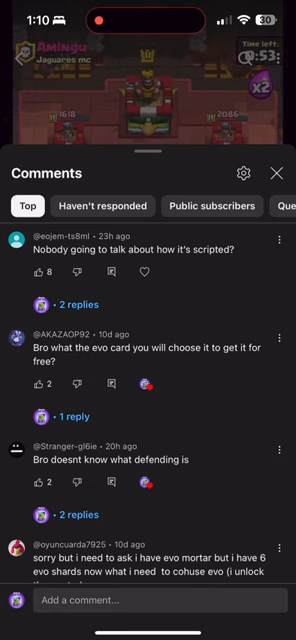 1:10
30
Amingu
Jaguares mc
Time left:
0:53
x2
1618
2086
Comments
Top
Haven't responded
Public subscribers
Que
@eojem-ts8ml • 23h ago
Nobody going to talk about how it's scripted?
8
• 2 replies
@AKAZAOP92 • 10d ago
Bro what the evo card you will choose it to get it for
free?
2
• 1 reply
@Stranger-gl6ie • 20h ago
Bro doesnt know what defending is
2
• 2 replies
@oyuncuarda7925 • 10d ago
sorry but i need to ask i have evo mortar but i have 6
evo shards now what i need to cohuse evo (i unlock
Add a comment...